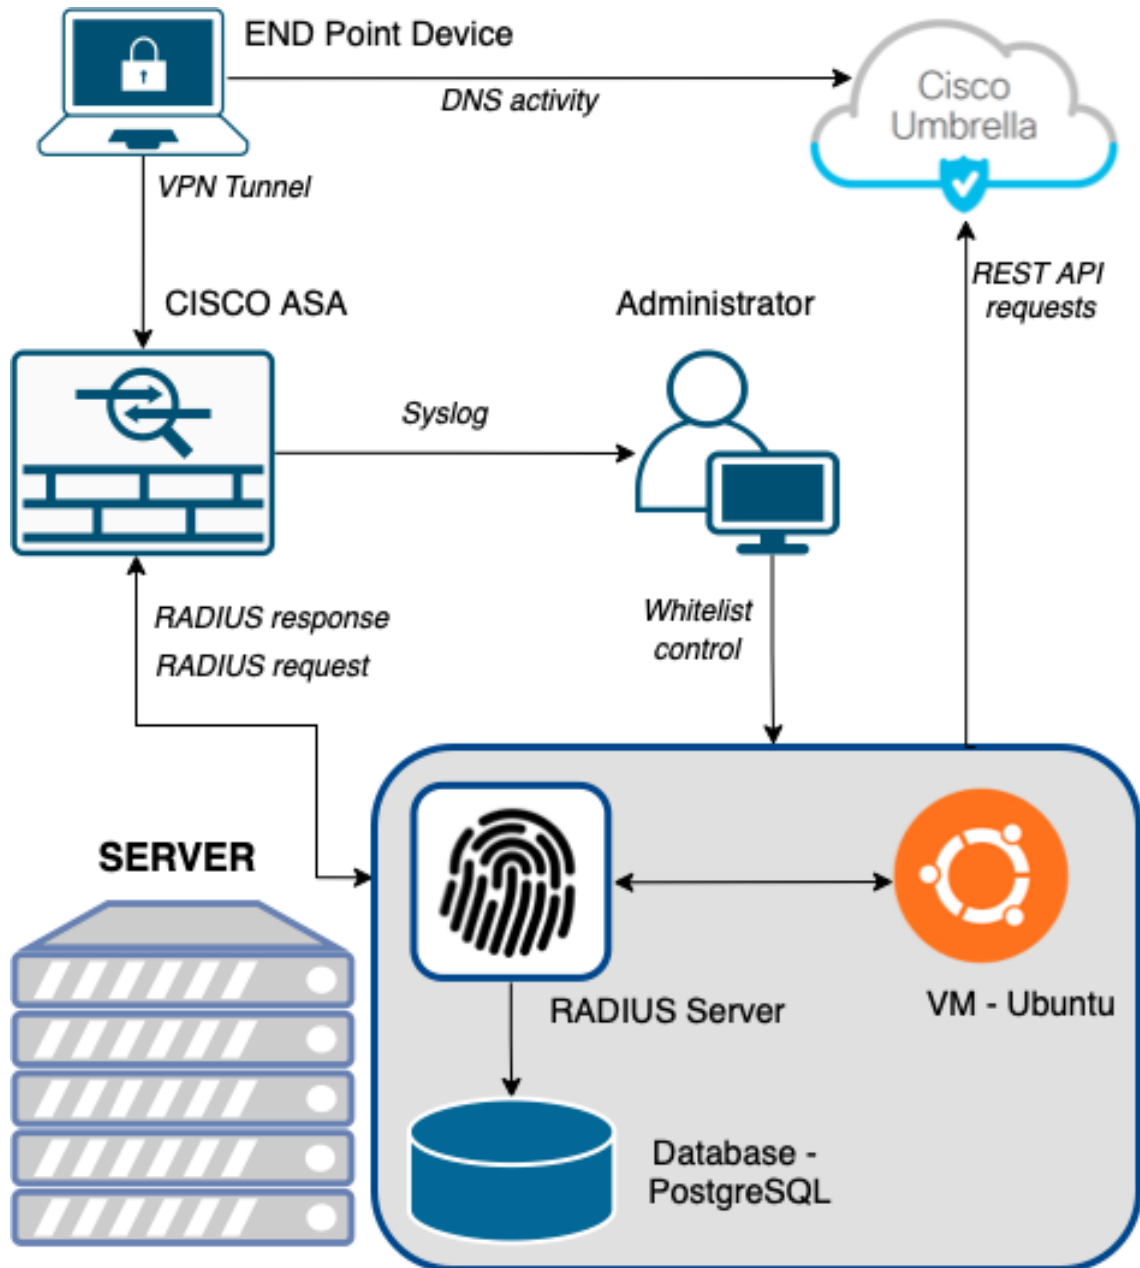 END Point Device
DNS activity
Cisco
Umbrella
VPN Tunnel
REST API
requests
CISCO ASA
Administrator
Syslog
RADIUS response
RADIUS request
Whitelist
control
SERVER
RADIUS Server
VM - Ubuntu
Database -
PostgreSQL